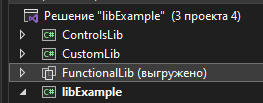 Решение "libExample" (3 проекта 4)
ControlsLib
CustomLib
FunctionalLib (выгружено)
libExample